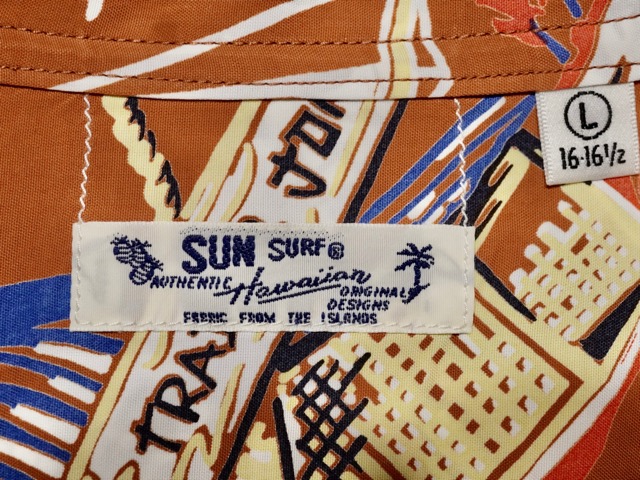 L
16·16½
SUN SURF®
AUTHENTIC Hawaiian ORIGINAL
DESIGNS
FABRIC FROM THE ISLANDS